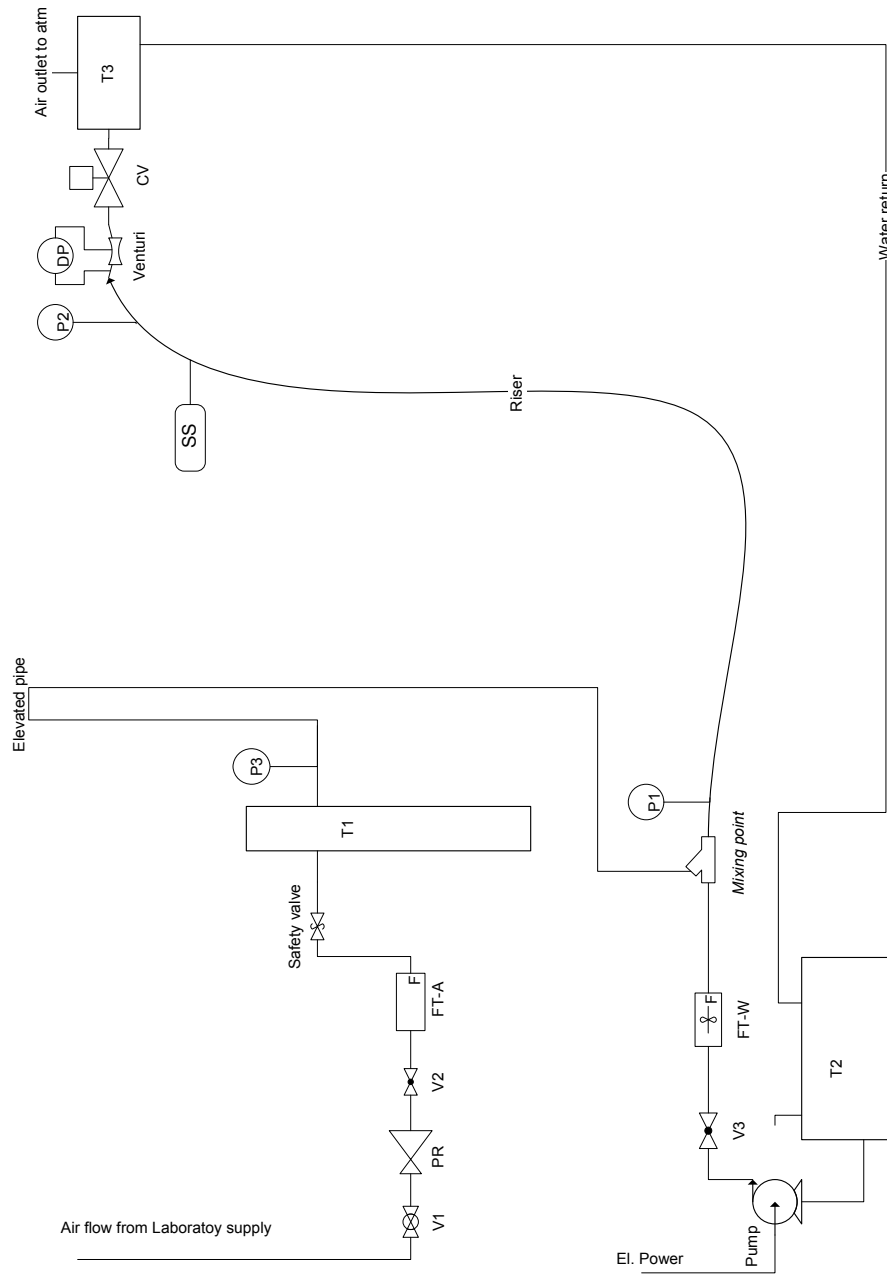 Air flow from Laboratoy supply
V1
PR
V2
FT-A
F
Safety valve
T1
P3
Elevated pipe
El. Power
Pump
V3
FT-W
F
T2
Mixing point
P1
Riser
SS
P2
DP
Venturi
CV
T3
Air outlet to atm
Water return